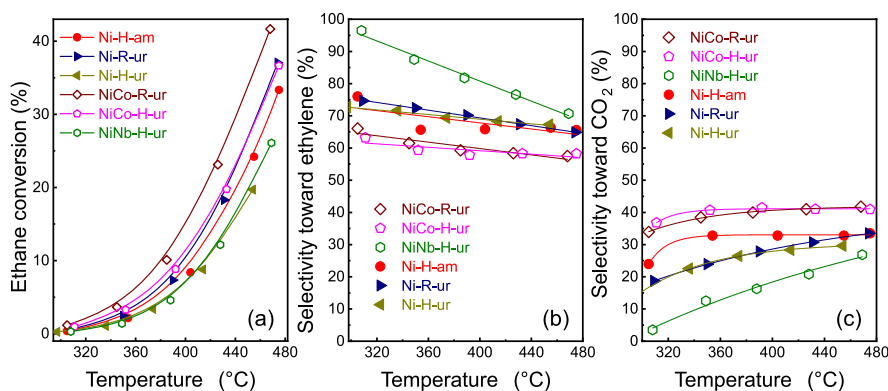 Ethane conversion (%)
40
30
20
10
0
Ni-H-am
Ni-R-ur
Ni-H-ur
NiCo-R-ur
NiCo-H-ur
NiNb-H-ur
(a)
320 360 400 440 480
Temperature (°C)
Selectivity toward ethylene (%)
100
90
80
70
60
50
40
30
20
10
0
NiCo-R-ur
NiCo-H-ur
NiNb-H-ur
Ni-H-am
Ni-R-ur
Ni-H-ur
(b)
320 360 400 440 480
Temperature (°C)
Selectivity toward CO2 (%)
100
90
80
70
60
50
40
30
20
10
0
NiCo-R-ur
NiCo-H-ur
NiNb-H-ur
Ni-H-am
Ni-R-ur
Ni-H-ur
(c)
320 360 400 440 480
Temperature (°C)